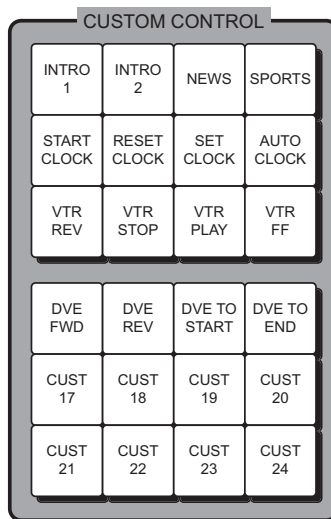 CUSTOM CONTROL
INTRO INTRO NEWS SPORTS
1 2
START RESET SET AUTO
CLOCK CLOCK CLOCK CLOCK
VTR VTR VTR VTR
REV STOP PLAY FF
DVE DVE DVE TO DVE TO
FWD REV START END
CUST CUST CUST CUST
17 18 19 20
CUST CUST CUST CUST
21 22 23 24